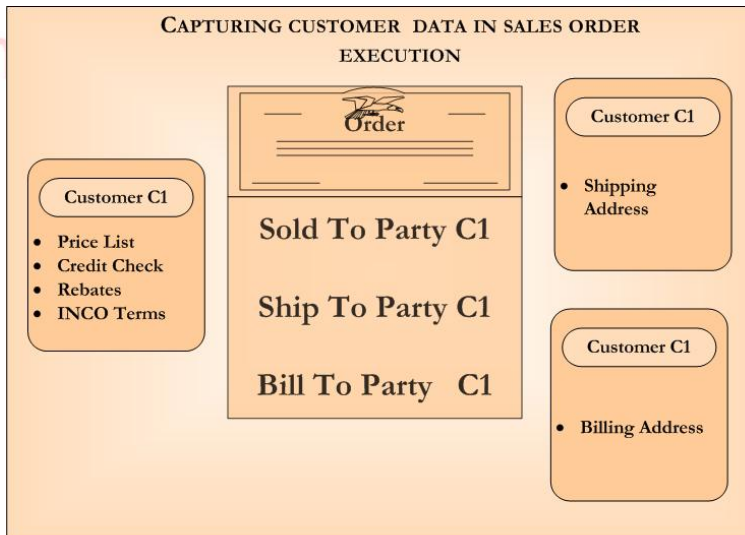 CAPTURING CUSTOMER DATA IN SALES ORDER
EXECUTION
Order
Customer C1
• Price List
• Credit Check
• Rebates
• INCO Terms
Sold To Party C1
Ship To Party C1
Bill To Party C1
Customer C1
• Shipping
Address
Customer C1
• Billing Address